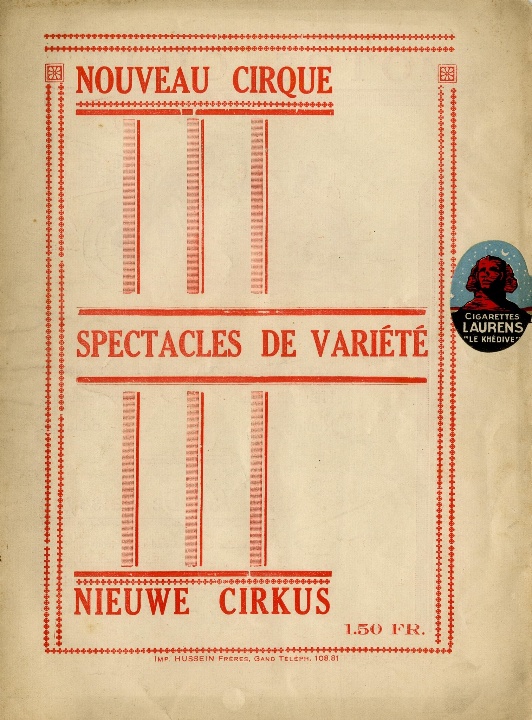 NOUVEAU CIRQUE
SPECTACLES DE VARIÉTÉ
CIGARETTES
LAURENS
"LE KHÉDIVE"
NIEUWE CIRKUS
1.50 FR.
IMP. HUSSEIN FRÈRES, GAND TELEPH. 108.61